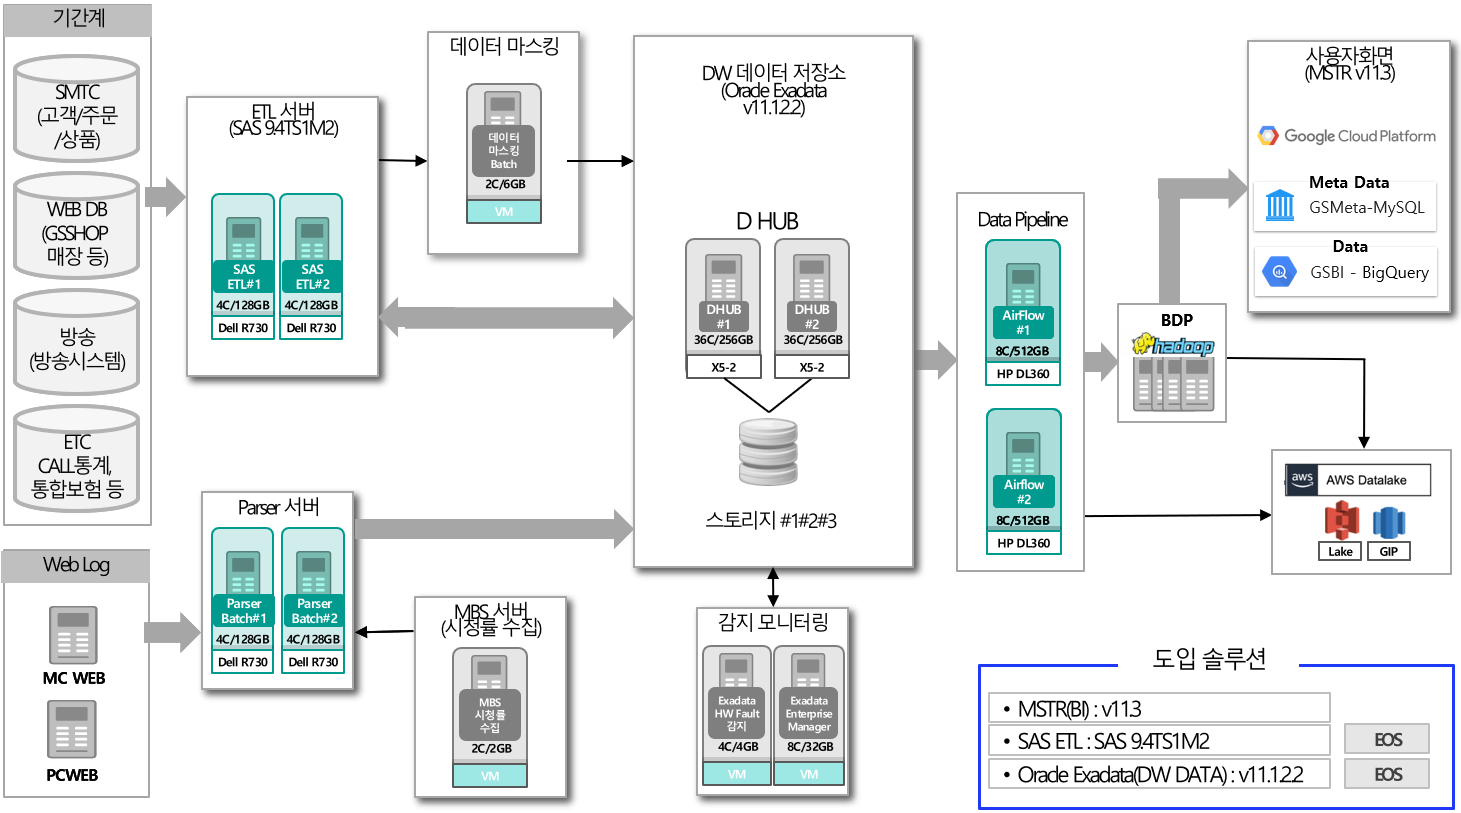 기간계
SMTC
(고객/주문
/상품)
WEB DB
(GSSHOP
매장 등)
방송
(방송시스템)
ETC
CALL통계,
통합보험 등
Web Log
MC WEB
PCWEB
ETL 서버
(SAS 9.4TS1M2)
SAS
ETL#1
4C/128GB
Dell R730
SAS
ETL#2
4C/128GB
Dell R730
Parser 서버
Parser
Batch#1
4C/128GB
Dell R730
Parser
Batch#2
4C/128GB
Dell R730
데이터 마스킹
데이터
마스킹
Batch
2C/6GB
VM
MBS 서버
(시청률 수집)
MBS
시청률
수집
2C/2GB
VM
DW 데이터 저장소
(Oracle Exadata
v11.1.2.2.2)
D HUB
DHUB
#1
36C/256GB
X5-2
DHUB
#2
36C/256GB
X5-2
스토리지 #1#2#3
감지 모니터링
Exadata
HW Fault
감지
4C/4GB
VM
Exadata
Enterprise
Manager
8C/32GB
VM
Data Pipeline
AirFlow
#1
8C/512GB
HP DL360
Airflow
#2
8C/512GB
HP DL360
BDP
hadoop
사용자화면
(MSTR v11.3)
Google Cloud Platform
Meta Data
GSMeta-MySQL
Data
GSBI - BigQuery
aws
AWS Datalake
Lake
GIP
도입 솔루션
• MSTR(BI) : v11.3
• SAS ETL : SAS 9.4TS1M2
EOS
• Oracle Exadata(DW DATA) : v11.1.2.2.2
EOS